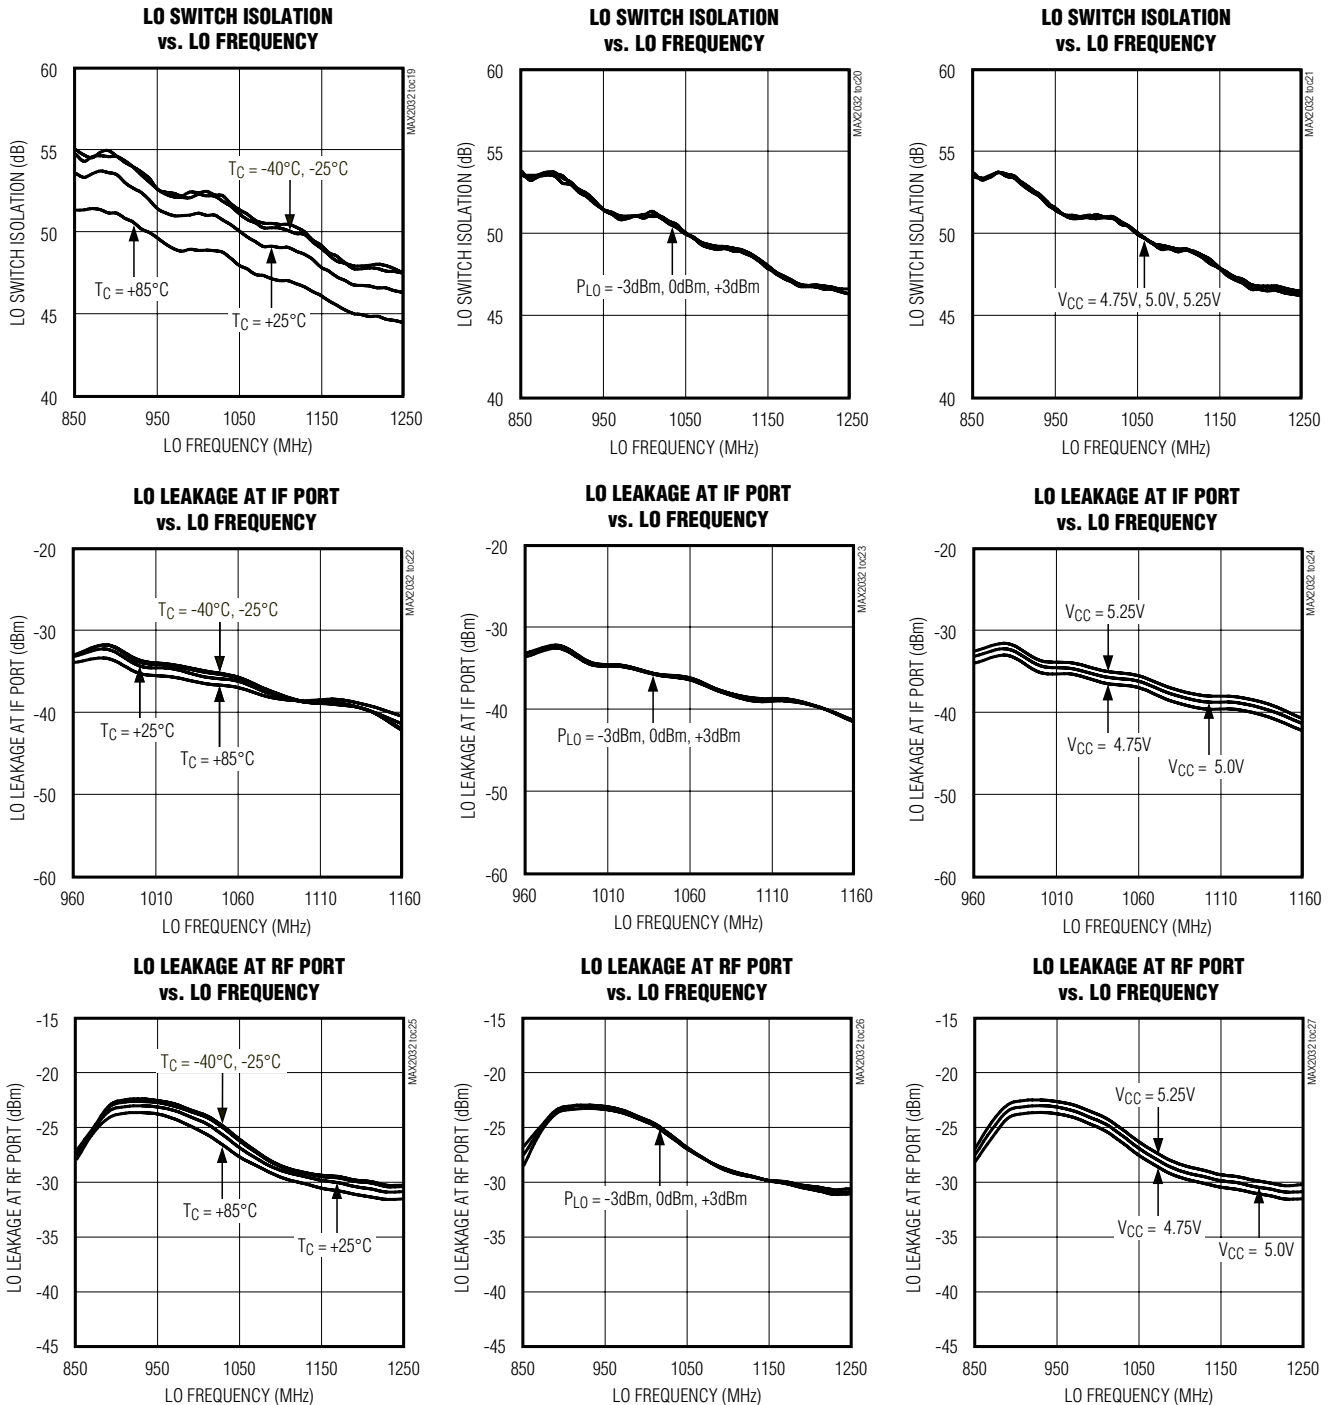 LO SWITCH ISOLATION
vs. LO FREQUENCY
MAX2032 toc19
LO SWITCH ISOLATION (dB)
60
55
50
45
40
TC = -40°C, -25°C
TC = +85°C
TC = +25°C
850
950
1050
1150
1250
LO FREQUENCY (MHz)
LO SWITCH ISOLATION
vs. LO FREQUENCY
MAX2032 toc20
LO SWITCH ISOLATION (dB)
60
55
50
45
40
PLO = -3dBm, 0dBm, +3dBm
850
950
1050
1150
1250
LO FREQUENCY (MHz)
LO SWITCH ISOLATION
vs. LO FREQUENCY
MAX2032 toc21
LO SWITCH ISOLATION (dB)
60
55
50
45
40
VCC = 4.75V, 5.0V, 5.25V
850
950
1050
1150
1250
LO FREQUENCY (MHz)
LO LEAKAGE AT IF PORT
vs. LO FREQUENCY
MAX2032 toc22
LO LEAKAGE AT IF PORT (dBm)
-20
-30
-40
-50
-60
TC = -40°C, -25°C
TC = +25°C
TC = +85°C
960
1010
1060
1110
1160
LO FREQUENCY (MHz)
LO LEAKAGE AT IF PORT
vs. LO FREQUENCY
MAX2032 toc23
LO LEAKAGE AT IF PORT (dBm)
-20
-30
-40
-50
-60
PLO = -3dBm, 0dBm, +3dBm
960
1010
1060
1110
1160
LO FREQUENCY (MHz)
LO LEAKAGE AT IF PORT
vs. LO FREQUENCY
MAX2032 toc24
LO LEAKAGE AT IF PORT (dBm)
-20
-30
-40
-50
-60
VCC = 5.25V
VCC = 4.75V
VCC = 5.0V
960
1010
1060
1110
1160
LO FREQUENCY (MHz)
LO LEAKAGE AT RF PORT
vs. LO FREQUENCY
MAX2032 toc25
LO LEAKAGE AT RF PORT (dBm)
-15
-20
-25
-30
-35
-40
-45
TC = -40°C, -25°C
TC = +85°C
TC = +25°C
850
950
1050
1150
1250
LO FREQUENCY (MHz)
LO LEAKAGE AT RF PORT
vs. LO FREQUENCY
MAX2032 toc26
LO LEAKAGE AT RF PORT (dBm)
-15
-20
-25
-30
-35
-40
-45
PLO = -3dBm, 0dBm, +3dBm
850
950
1050
1150
1250
LO FREQUENCY (MHz)
LO LEAKAGE AT RF PORT
vs. LO FREQUENCY
MAX2032 toc27
LO LEAKAGE AT RF PORT (dBm)
-15
-20
-25
-30
-35
-40
-45
VCC = 5.25V
VCC = 4.75V
VCC = 5.0V
850
950
1050
1150
1250
LO FREQUENCY (MHz)